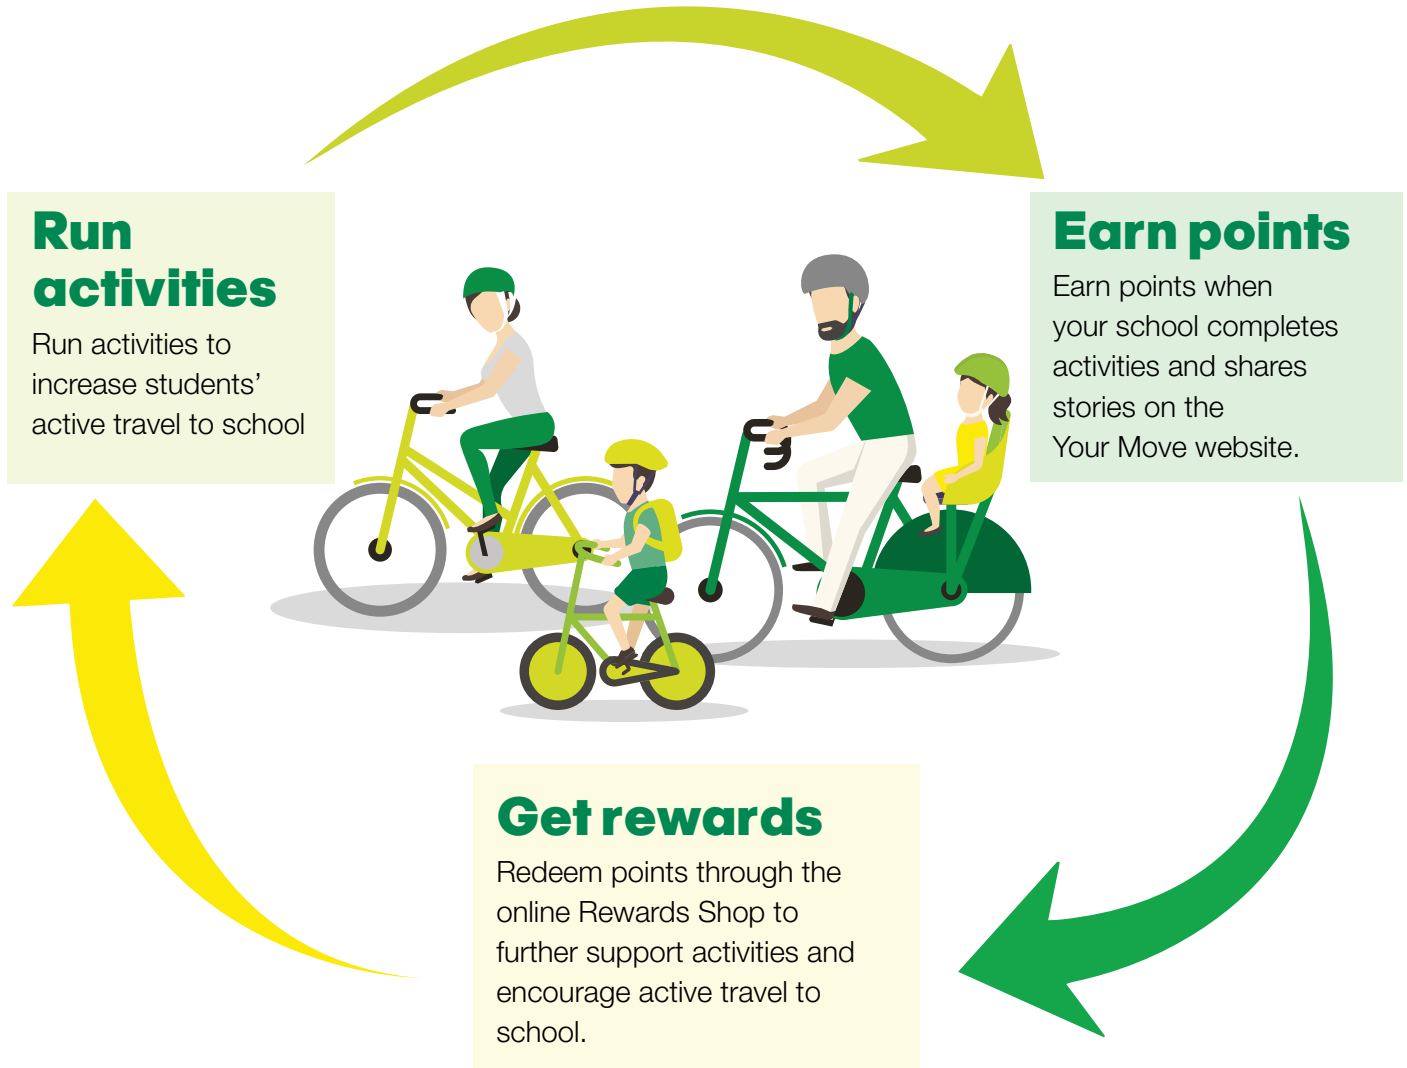 Run
activities
Run activities to
increase students’
active travel to school
Earn points
Earn points when
your school completes
activities and shares
stories on the
Your Move website.
Get rewards
Redeem points through the
online Rewards Shop to
further support activities and
encourage active travel to
school.